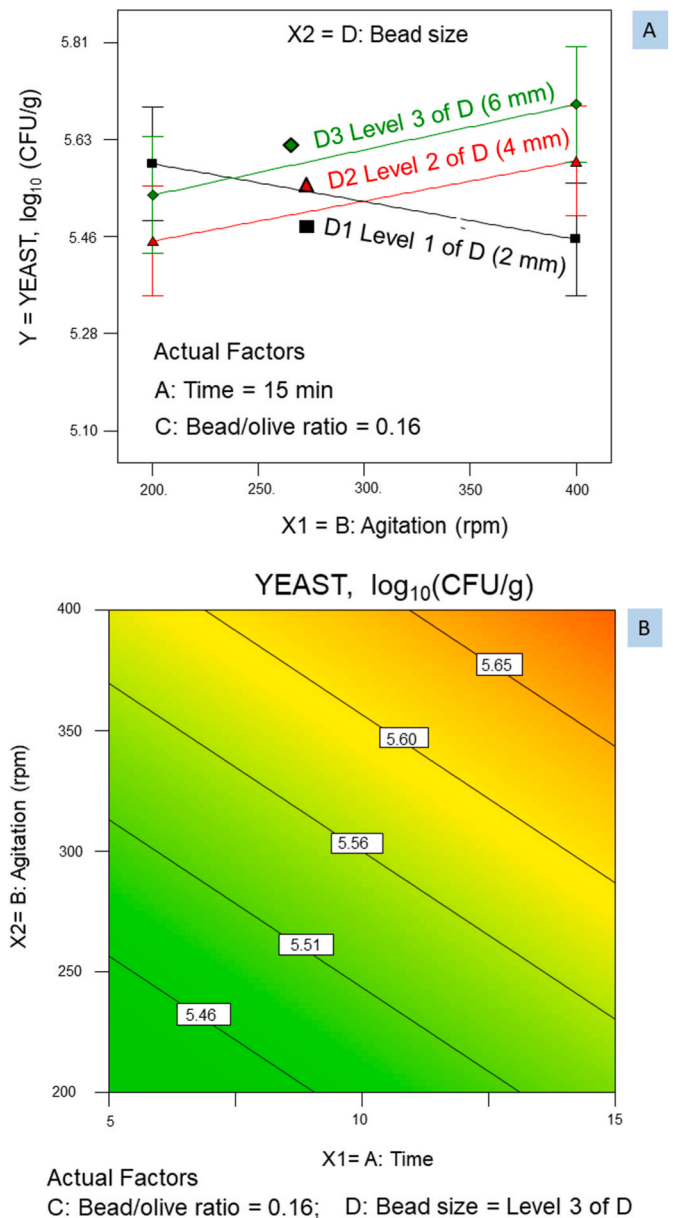 X2 = D: Bead size
A
5.81
5.63
5.46
5.28
5.10
Y = YEAST, log10 (CFU/g)
D3 Level 3 of D (6 mm)
D2 Level 2 of D (4 mm)
D1 Level 1 of D (2 mm)
Actual Factors
A: Time = 15 min
C: Bead/olive ratio = 0.16
200. 250. 300. 350 400
X1 = B: Agitation (rpm)
YEAST, log10(CFU/g)
B
400
350
300
250
200
X2= B: Agitation (rpm)
5.65
5.60
5.56
5.51
5.46
5 10 15
X1= A: Time
Actual Factors
C: Bead/olive ratio = 0.16; D: Bead size = Level 3 of D